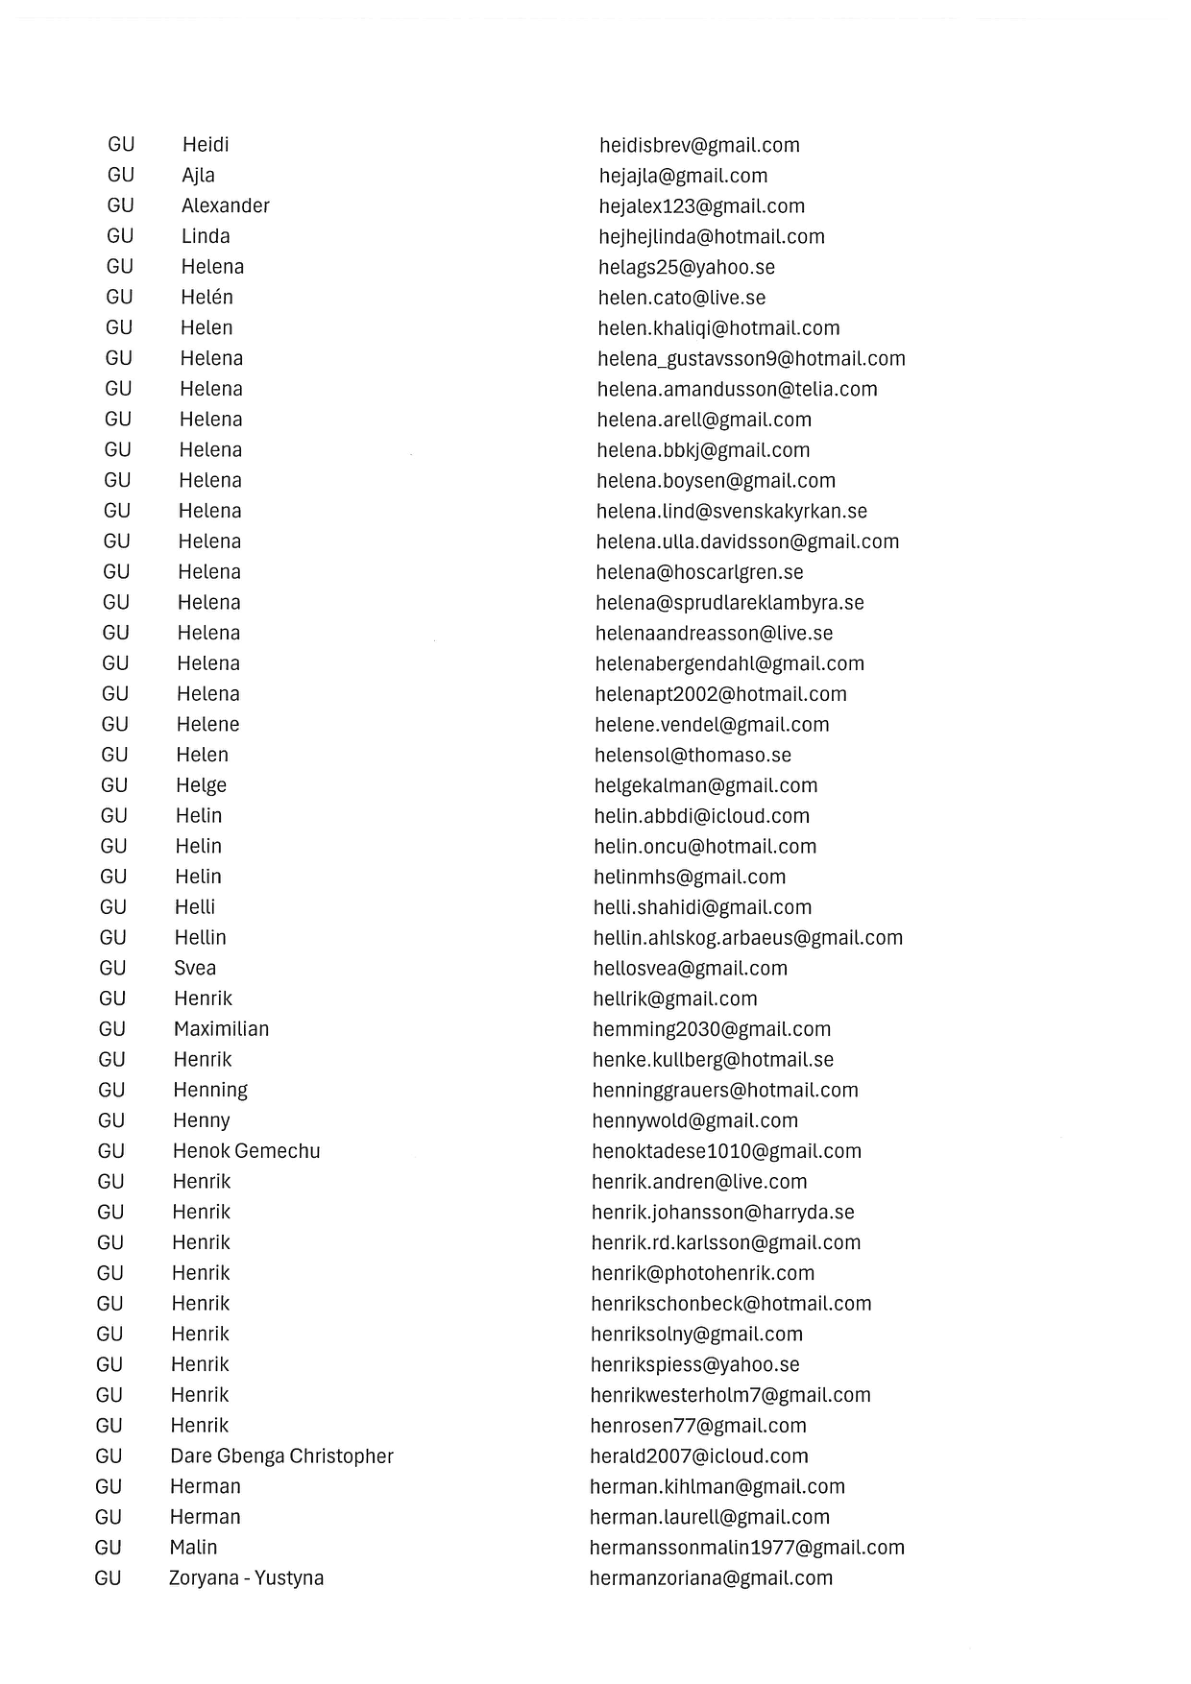 GU Heidi heidisbrev@gmail.com
GU Ajla hejajla@gmail.com
GU Alexander hejalex123@gmail.com
GU Linda hejhejlinda@hotmail.com
GU Helena helags25@yahoo.se
GU Helén helen.cato@live.se
GU Helen helen.khaliqi@hotmail.com
GU Helena helena_gustavsson9@hotmail.com
GU Helena helena.amandusson@telia.com
GU Helena helena.arell@gmail.com
GU Helena helena.bbkj@gmail.com
GU Helena helena.boysen@gmail.com
GU Helena helena.lind@svenskakyrkan.se
GU Helena helena.ulla.davidsson@gmail.com
GU Helena helena@hoscarlgren.se
GU Helena helena@sprudlareklambyra.se
GU Helena helenaandreasson@live.se
GU Helena helenabergendahl@gmail.com
GU Helena helenapt2002@hotmail.com
GU Helene helene.vendel@gmail.com
GU Helen helensol@thomaso.se
GU Helge helgekalman@gmail.com
GU Helin helin.abbdi@icloud.com
GU Helin helin.oncu@hotmail.com
GU Helin helinmhs@gmail.com
GU Helli helli.shahidi@gmail.com
GU Hellin hellin.ahlskog.arbaeus@gmail.com
GU Svea hellosvea@gmail.com
GU Henrik hellrik@gmail.com
GU Maximilian hemming2030@gmail.com
GU Henrik henke.kullberg@hotmail.se
GU Henning henninggrauers@hotmail.com
GU Henny hennywold@gmail.com
GU Henok Gemechu henoktadese1010@gmail.com
GU Henrik henrik.andren@live.com
GU Henrik henrik.johansson@harryda.se
GU Henrik henrik.rd.karlsson@gmail.com
GU Henrik henrik@photohenrik.com
GU Henrik henrikschonbeck@hotmail.com
GU Henrik henriksolny@gmail.com
GU Henrik henrikspiess@yahoo.se
GU Henrik henrikwesterholm7@gmail.com
GU Henrik henrosen77@gmail.com
GU Dare Gbenga Christopher herald2007@icloud.com
GU Herman herman.kihlman@gmail.com
GU Herman herman.laurell@gmail.com
GU Malin hermanssonmalin1977@gmail.com
GU Zoryana - Yustyna hermanzoriana@gmail.com